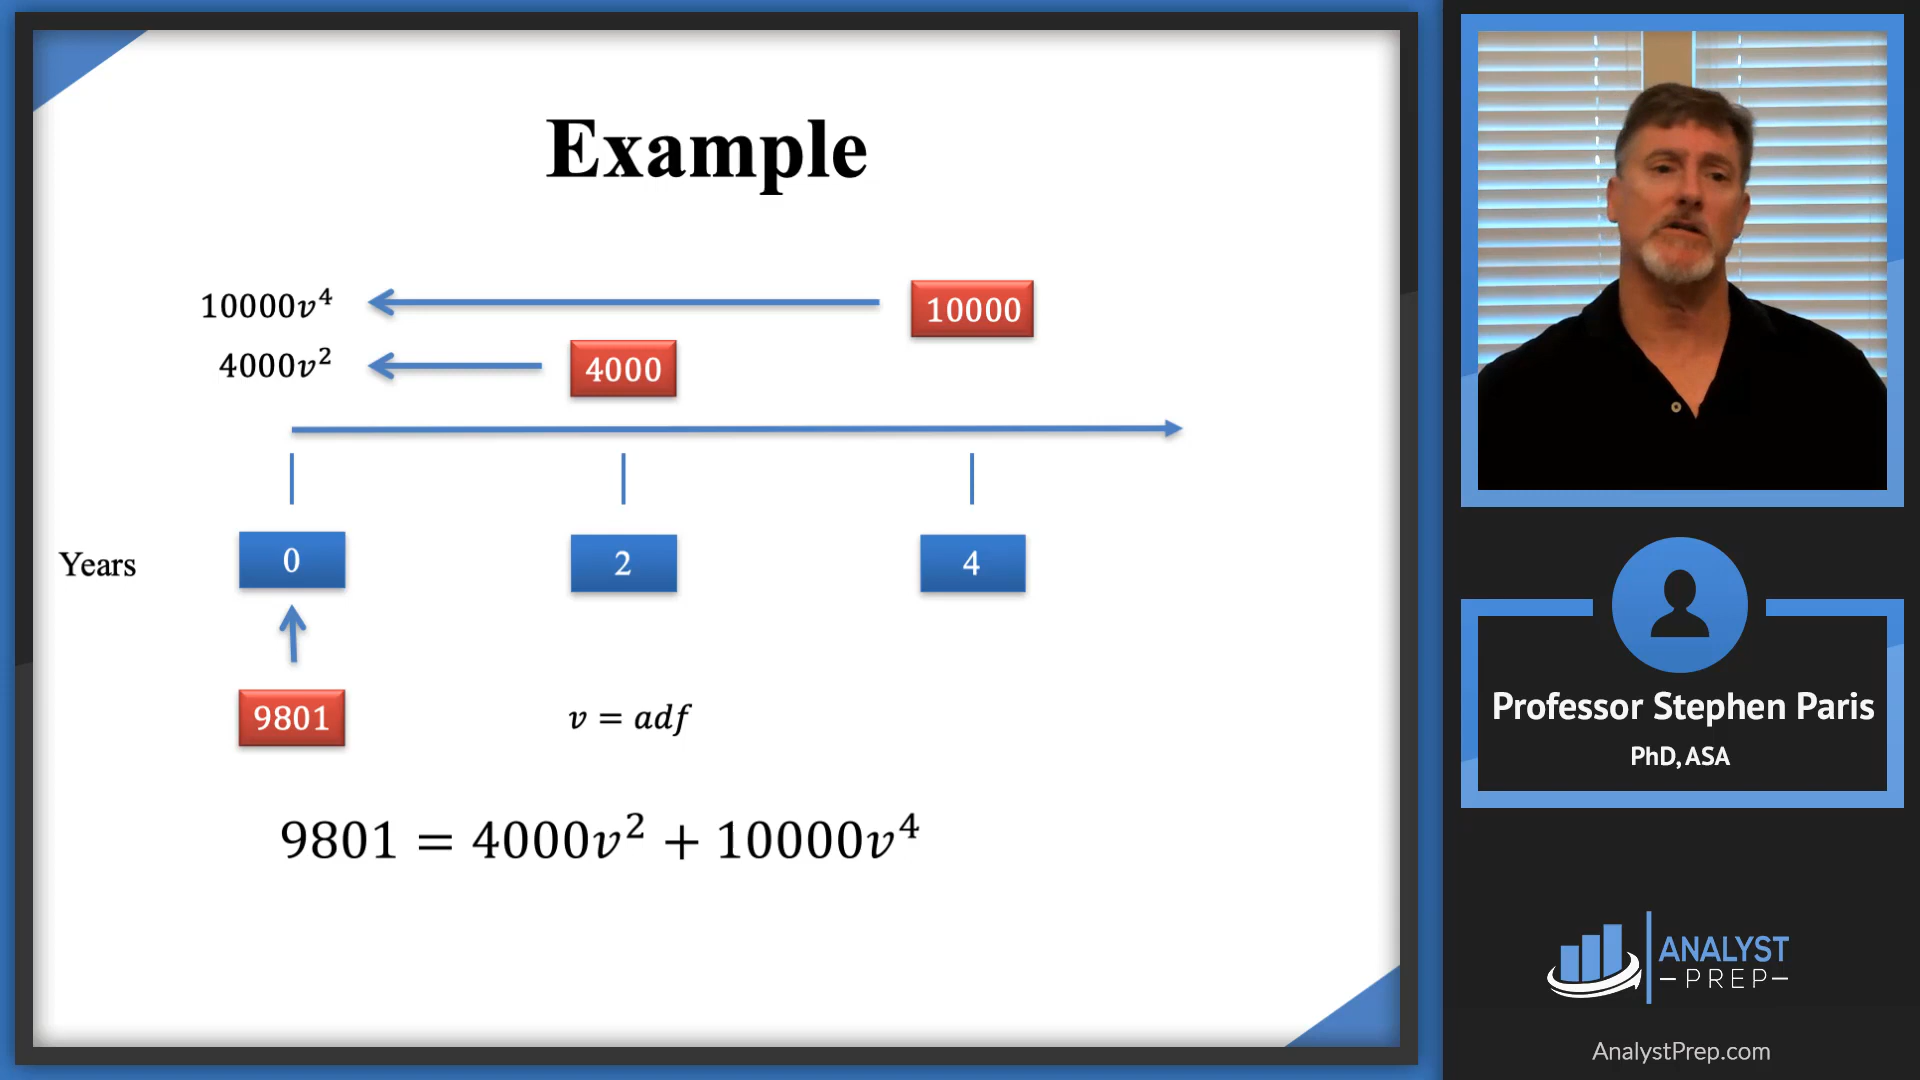 Example
10000v⁴
10000
4000v²
4000
Years
0
2
4
9801
v = adf
9801 = 4000v² + 10000v⁴
Professor Stephen Paris
PhD, ASA
ANALYST
PREP
AnalystPrep.com